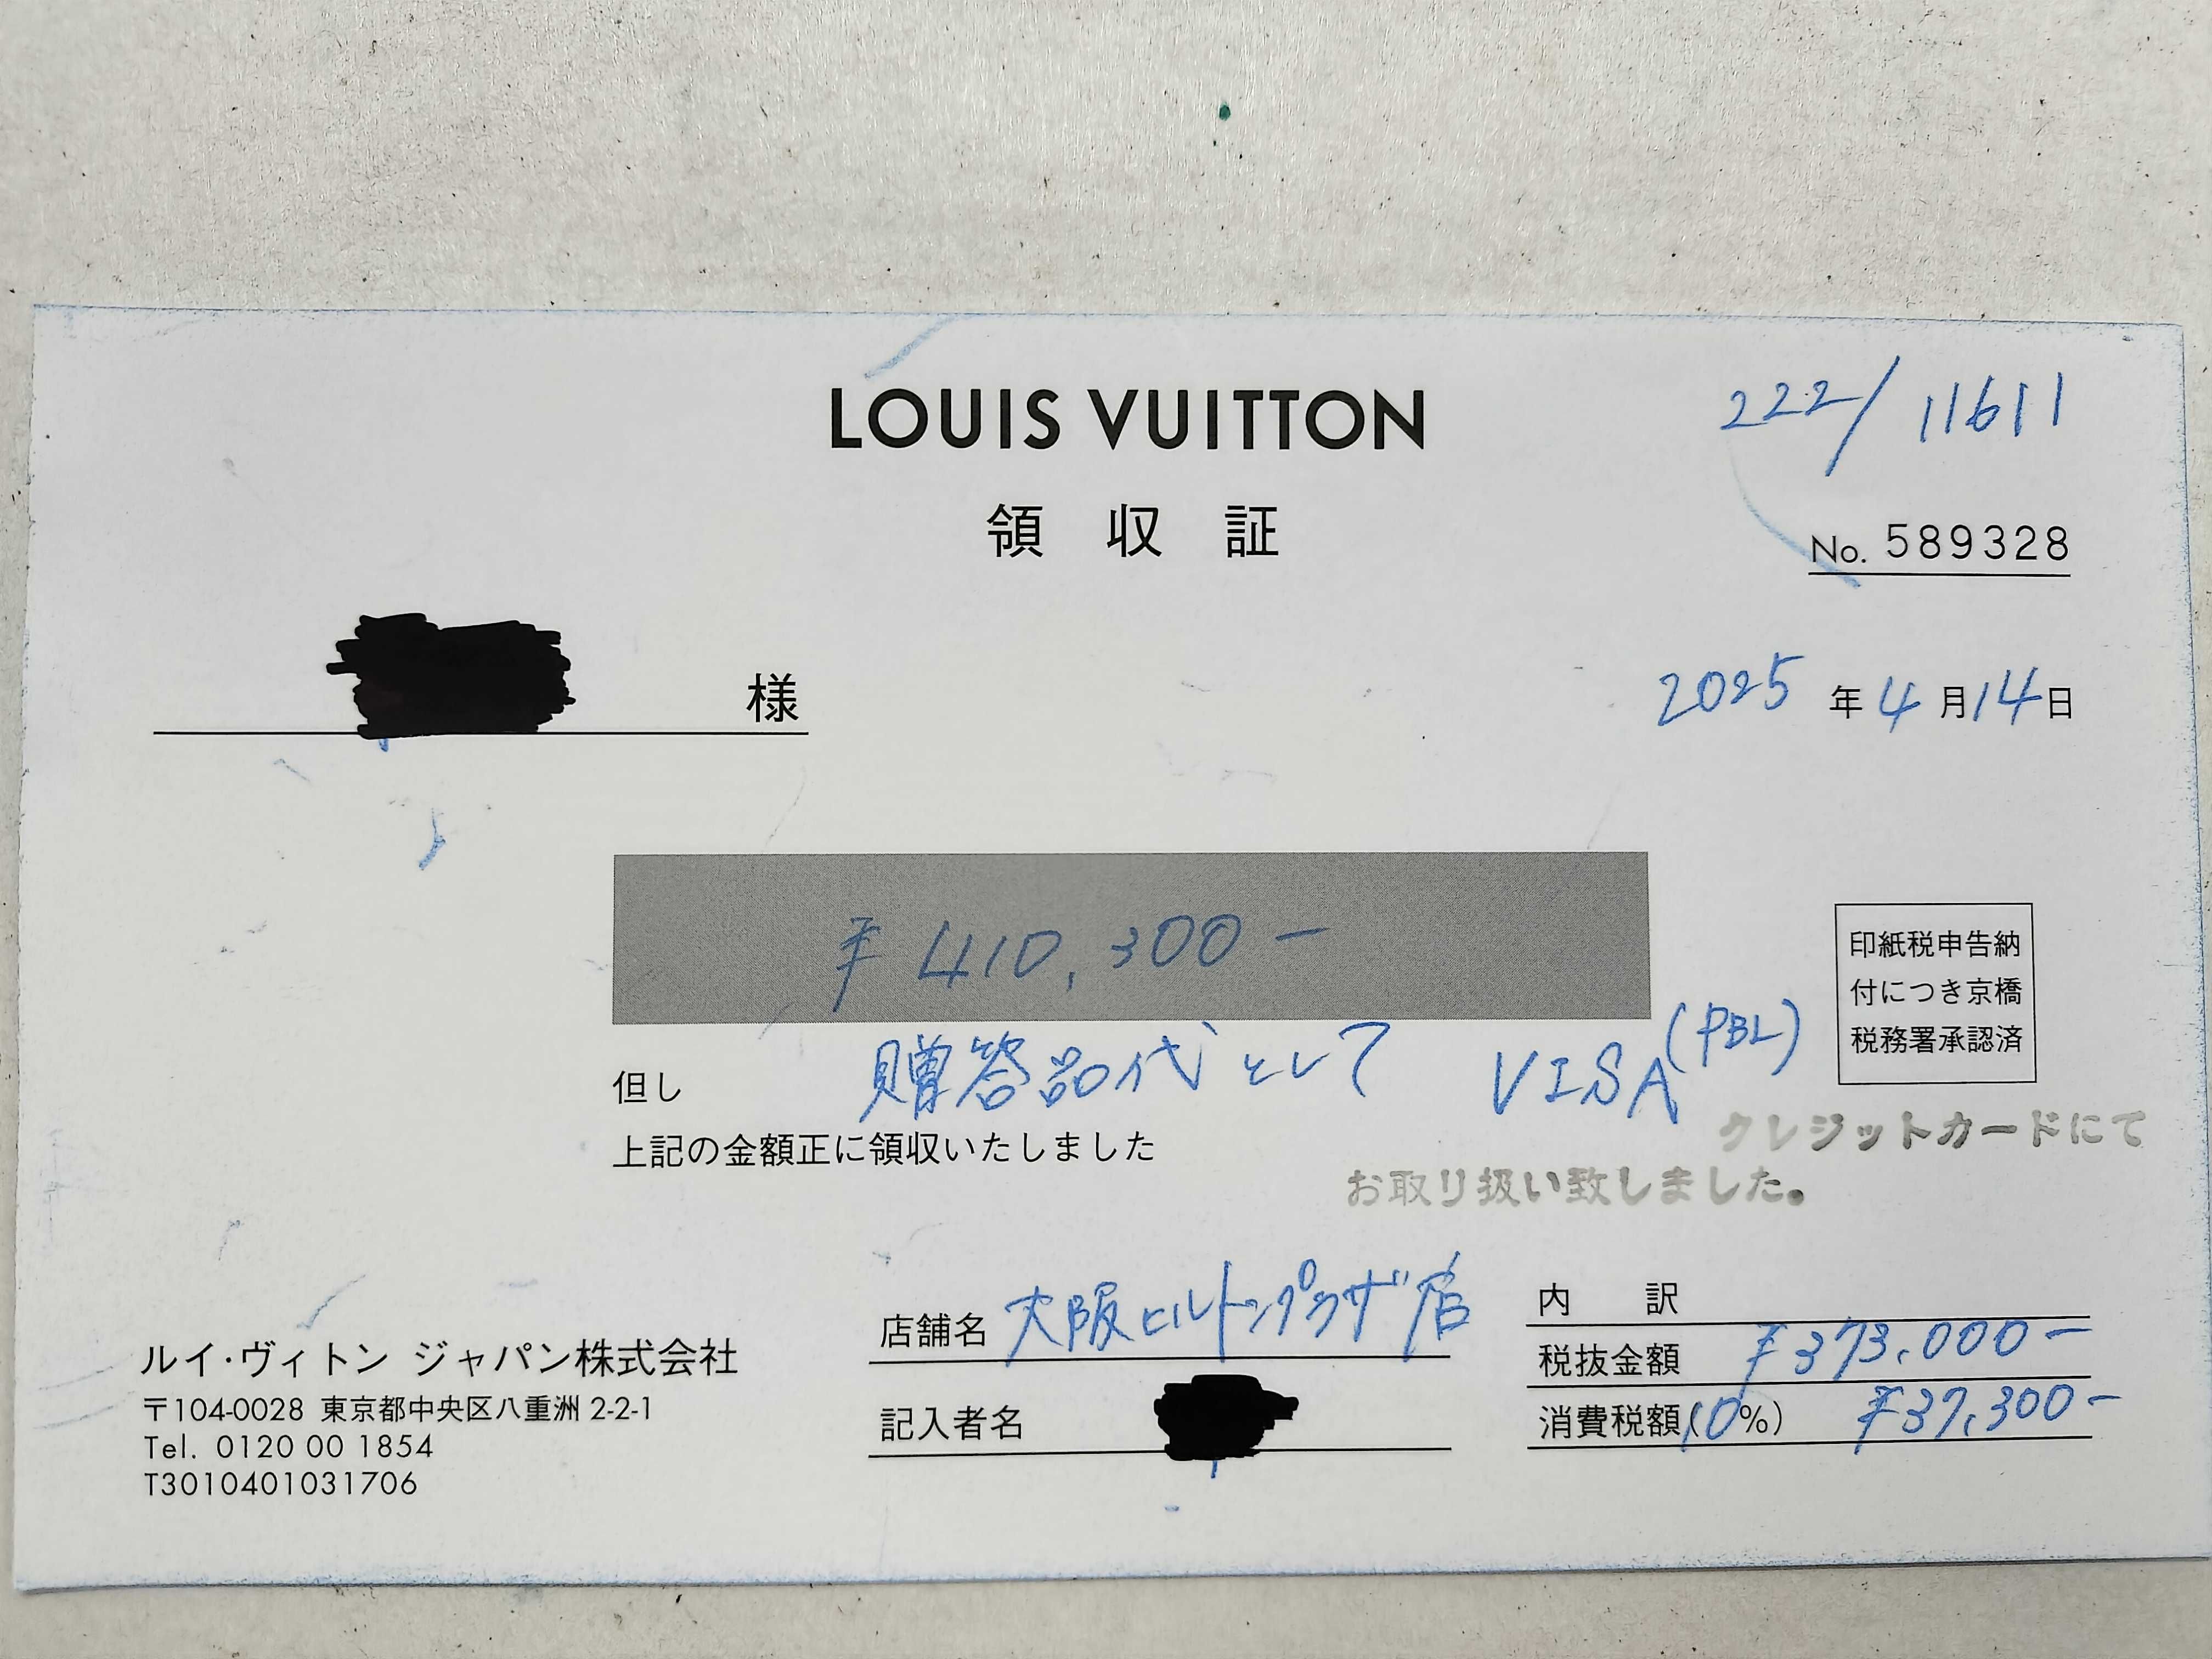 222/11611
LOUIS VUITTON
領収証
No. 589328
様
2025年4月14日
¥410,300-
印紙税申告納
付につき京橋
税務署承認済
但し 贈答品代として VISA(PBL)
上記の金額正に領収いたしました
クレジットカードにて
お取り扱い致しました。
店舗名 大阪ヒルトンプラザ店
記入者名
内訳
税抜金額 ¥373,000-
消費税額(10%) ¥37,300-
ルイ・ヴィトン ジャパン株式会社
〒104-0028 東京都中央区八重洲 2-2-1
Tel. 0120 00 1854
T3010401031706